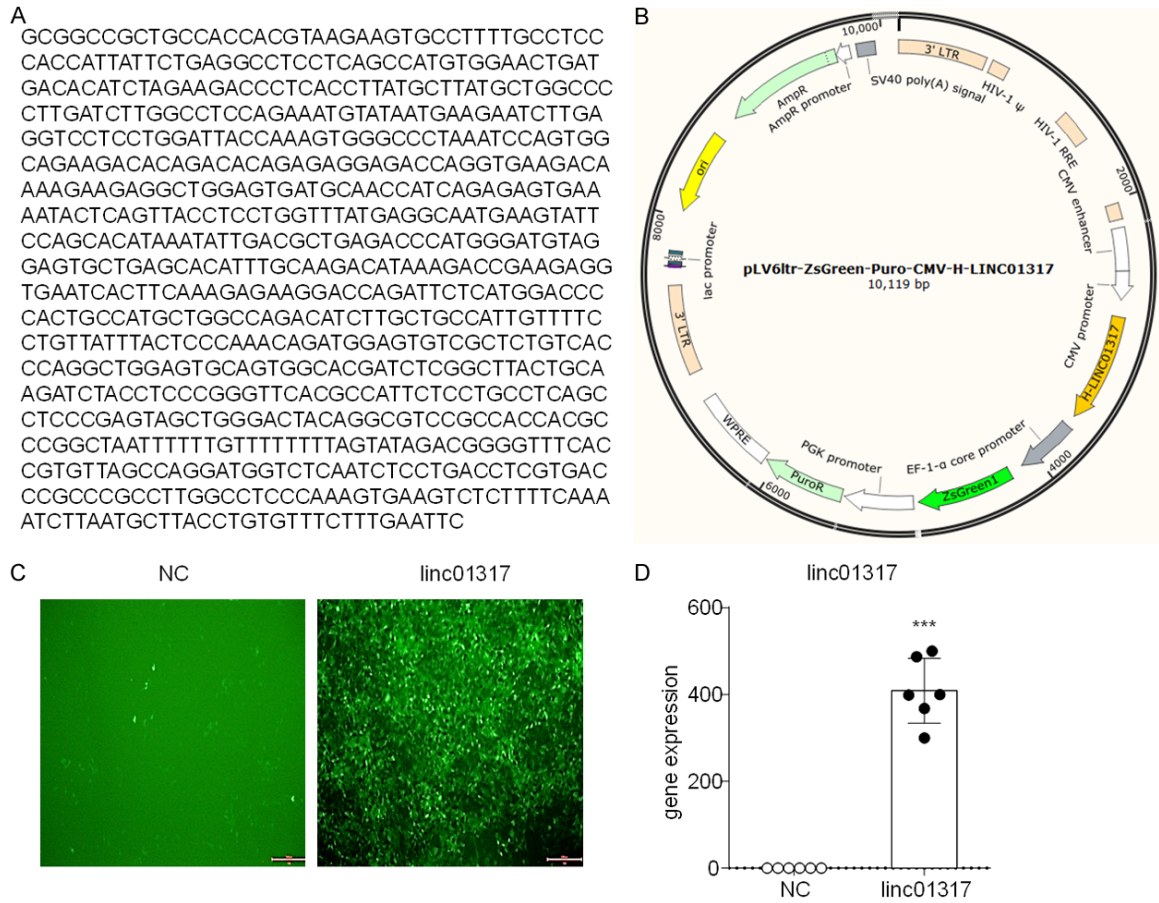 A
GCGGCCGCTGCCACCACGTAAGAAGTGCCTTTTGCCTCC
CACCATTATTCTGAGGCCTCCTCAGCCATGTGGAACTGAT
GACACATCTAGAAGACCCTCACCTTATGCTTATGCTGGCCC
CTTGATCTTGGCCTCCAGAAATGTATAATGAAGAATCTTGA
GGTCCTCCTGGATTACCAAAGTGGGCCCTAAATCCAGTGG
CAGAAGACACAGACACAGAGAGGAGACCAGGTGAAGACA
AAAGAAGAGGCTGGAGTGATGCAACCATCAGAGAGTGAA
AATACTCAGTTACCTCCTGGTTTATGAGGCAATGAAGTATT
CCAGCACATAAATATTGACGCTGAGACCCATGGGATGTAG
GAGTGCTGAGCACATTTGCAAGACATAAAGACCGAAGAGG
TGAATCACTTCAAAGAGAAGGACCAGATTCTCATGGACCC
CACTGCCATGCTGGCCAGACATCTTGCTGCCATTGTTTTC
CTGTTATTTACTCCCAAACAGATGGAGTGTCGCTCTGTCAC
CCAGGCTGGAGTGCAGTGGCACGATCTCGGCTTACTGCA
AGATCTACCTCCCGGGTTCACGCCATTCTCCTGCCTCAGC
CTCCCGAGTAGCTGGGACTACAGGCGTCCGCCACCACGC
CCGGCTAATTTTTTGTTTTTTTTAGTATAGACGGGGTTTCAC
CGTGTTAGCCAGGATGGTCTCAATCTCCTGACCTCGTGAC
CCGCCCGCCTTGGCCTCCCAAAGTGAAGTCTCTTTTCAAA
ATCTTAATGCTTACCTGTGTTTCTTTGAATTC
B
10,000
3' LTR
HIV-1 ψ
SV40 poly(A) signal
AmpR
AmpR promoter
HIV-1 RRE
2000
CMV enhancer
ori
8000
lac promoter
pLV6ltr-ZsGreen-Puro-CMV-H-LINC01317
10,119 bp
CMV promoter
3' LTR
H-LINC01317
WPRE
PGK promoter
EF-1-α core promoter
4000
PuroR
ZsGreen1
6000
C
NC
linc01317
D
linc01317
gene expression
600
400
200
0
***
NC
linc01317